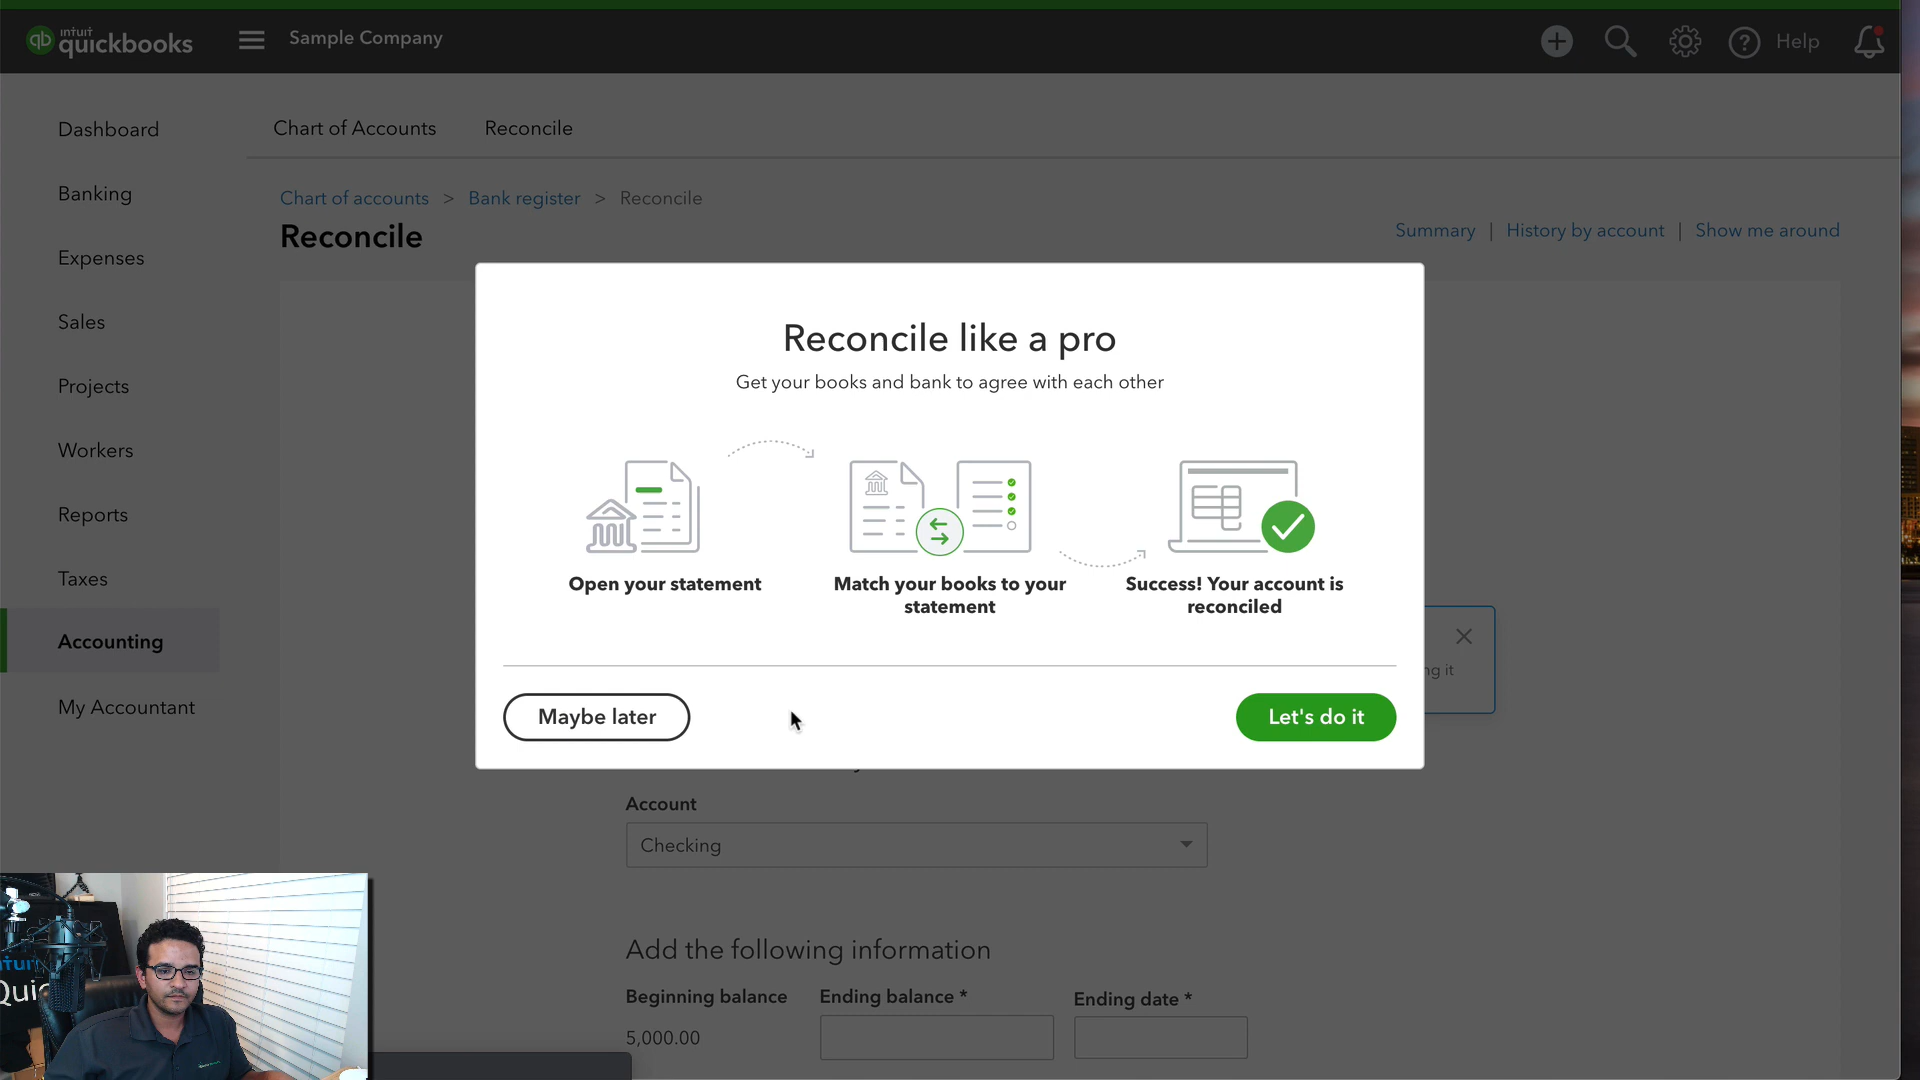 intuit
qb quickbooks
Sample Company
Help
Dashboard
Banking
Expenses
Sales
Projects
Workers
Reports
Taxes
Accounting
My Accountant
Chart of Accounts
Reconcile
Chart of accounts > Bank register > Reconcile
Reconcile
Summary | History by account | Show me around
Reconcile like a pro
Get your books and bank to agree with each other
Open your statement
Match your books to your
statement
Success! Your account is
reconciled
Maybe later
Let's do it
it
Account
Checking
Add the following information
Beginning balance
Ending balance *
Ending date *
5,000.00